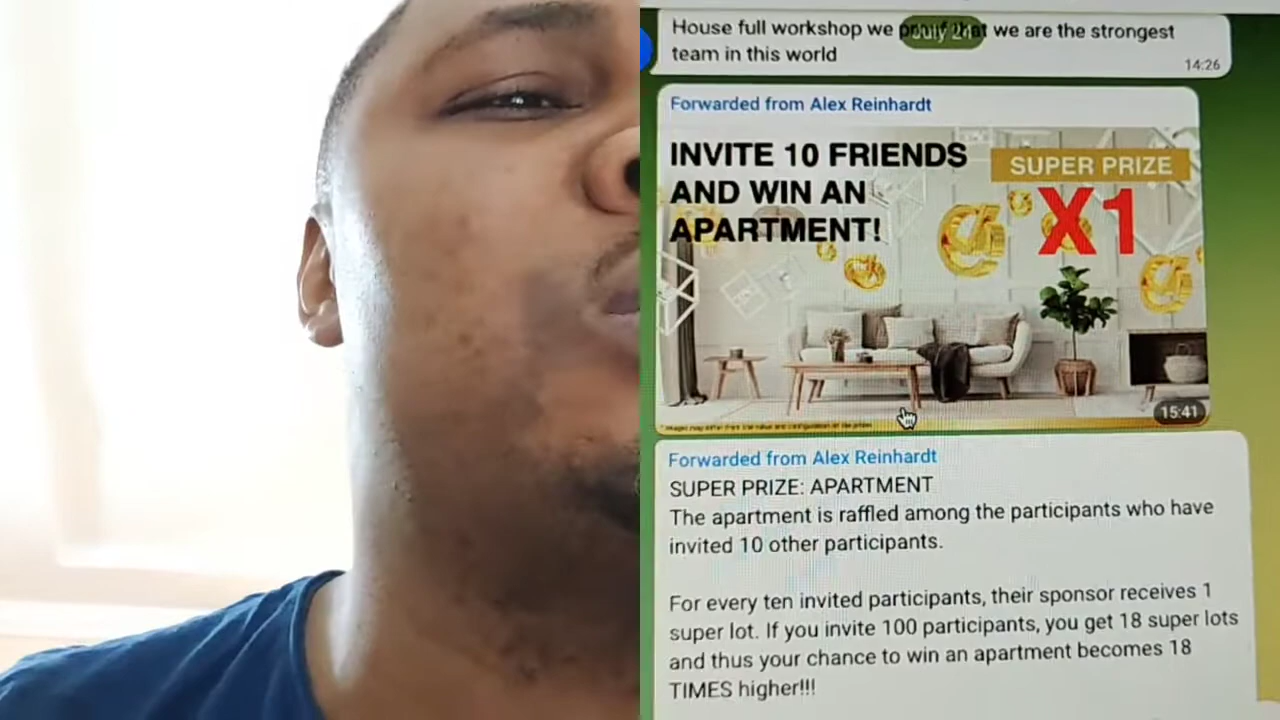 House full workshop we proof that we are the strongest
July 24
team in this world
14:26
Forwarded from Alex Reinhardt
INVITE 10 FRIENDS
AND WIN AN
APARTMENT!
SUPER PRIZE
X1
15:41
Forwarded from Alex Reinhardt
SUPER PRIZE: APARTMENT
The apartment is raffled among the participants who have
invited 10 other participants.
For every ten invited participants, their sponsor receives 1
super lot. If you invite 100 participants, you get 18 super lots
and thus your chance to win an apartment becomes 18
TIMES higher!!!